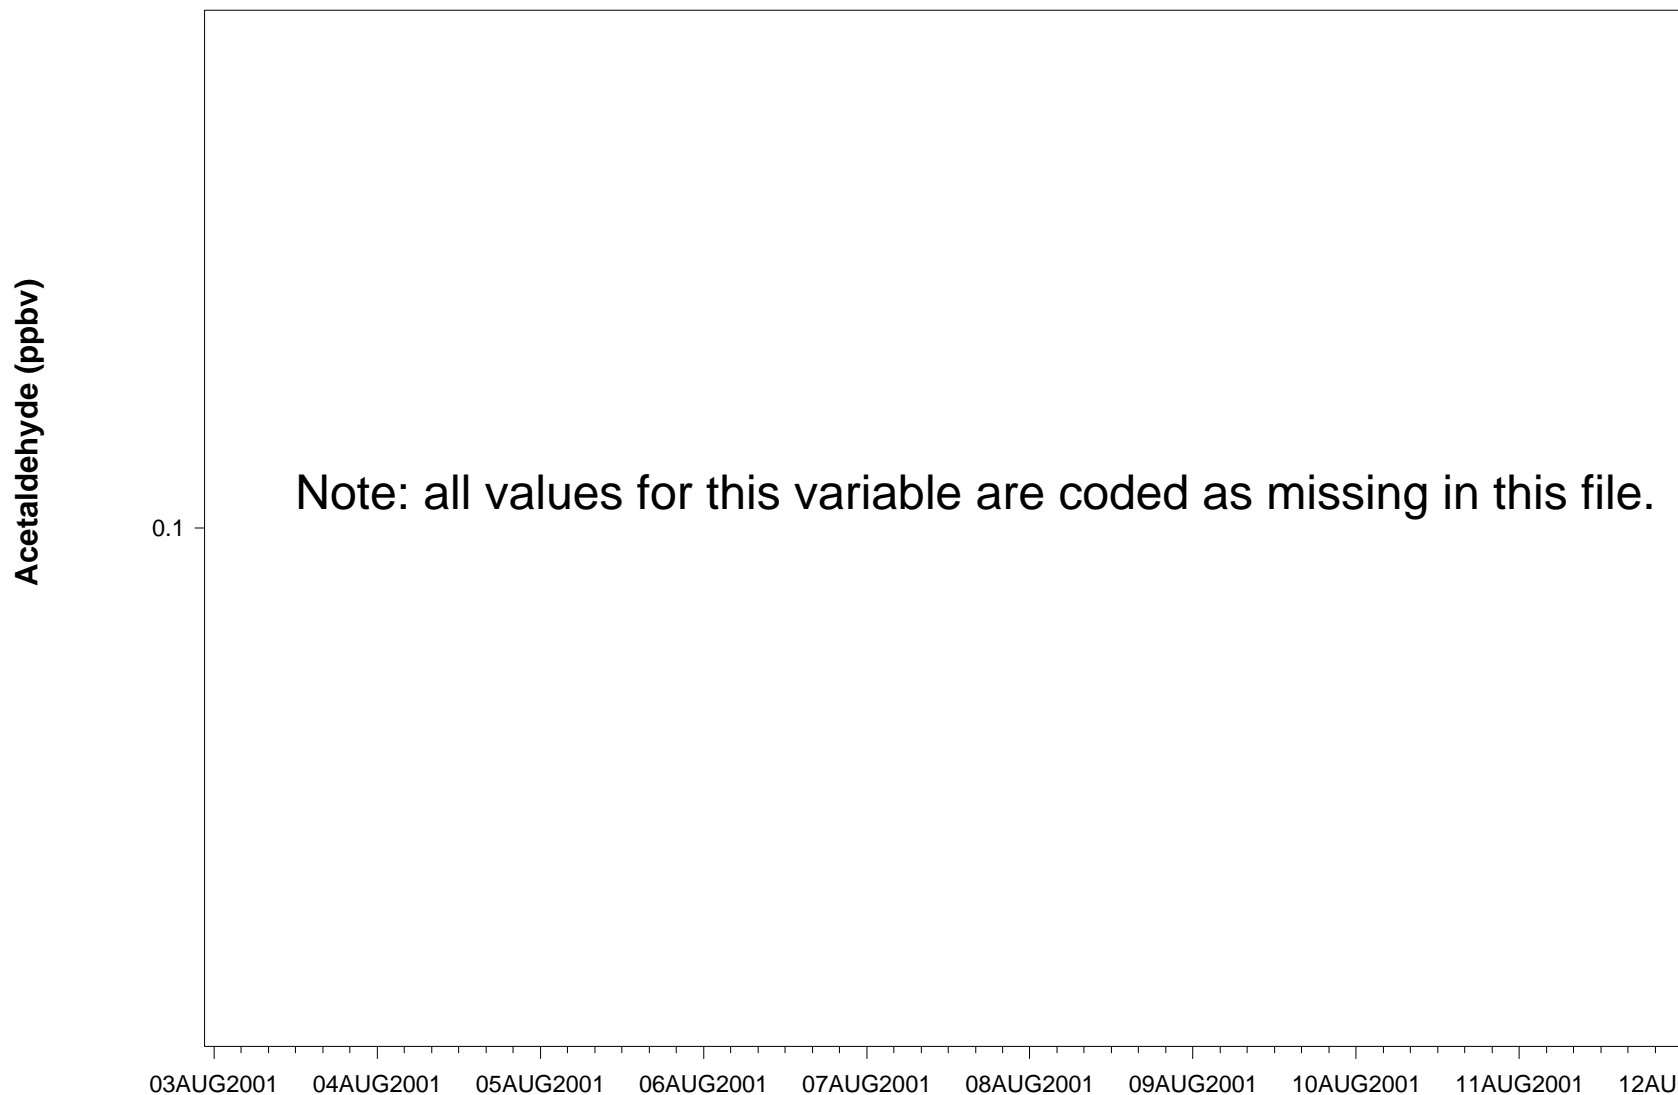 Acetaldehyde (ppbv)
Note: all values for this variable are coded as missing in this file.
0.1
03AUG2001 04AUG2001 05AUG2001 06AUG2001 07AUG2001 08AUG2001 09AUG2001 10AUG2001 11AUG2001 12AU